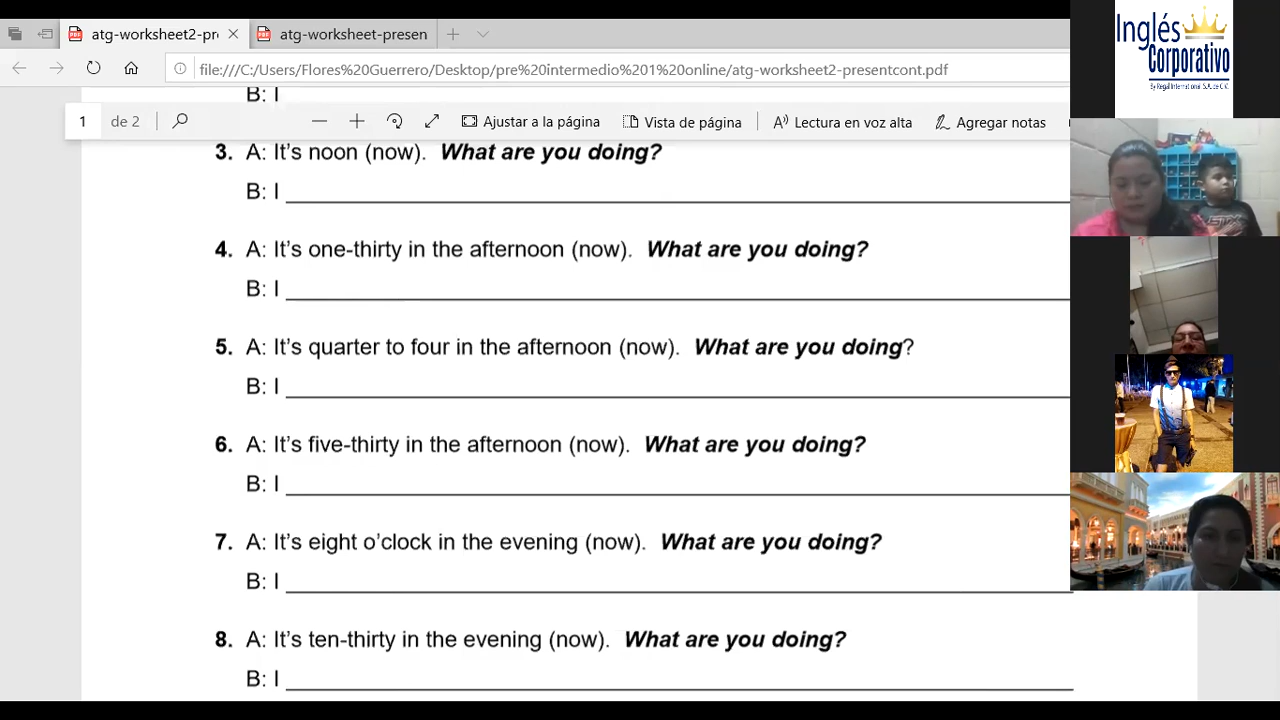 atg-worksheet2-pr
atg-worksheet-presen
file:///C:/Users/Flores%20Guerrero/Desktop/pre%20intermedio%201%20online/atg-worksheet2-presentcont.pdf
B: I
1 de 2 Ajustar a la página Vista de página Lectura en voz alta Agregar notas
3. A: It's noon (now). What are you doing?
B: I
4. A: It's one-thirty in the afternoon (now). What are you doing?
B: I
5. A: It's quarter to four in the afternoon (now). What are you doing?
B: I
6. A: It's five-thirty in the afternoon (now). What are you doing?
B: I
7. A: It's eight o'clock in the evening (now). What are you doing?
B: I
8. A: It's ten-thirty in the evening (now). What are you doing?
B: I
Inglés
Corporativo
By Regal International S.A. de C.V.